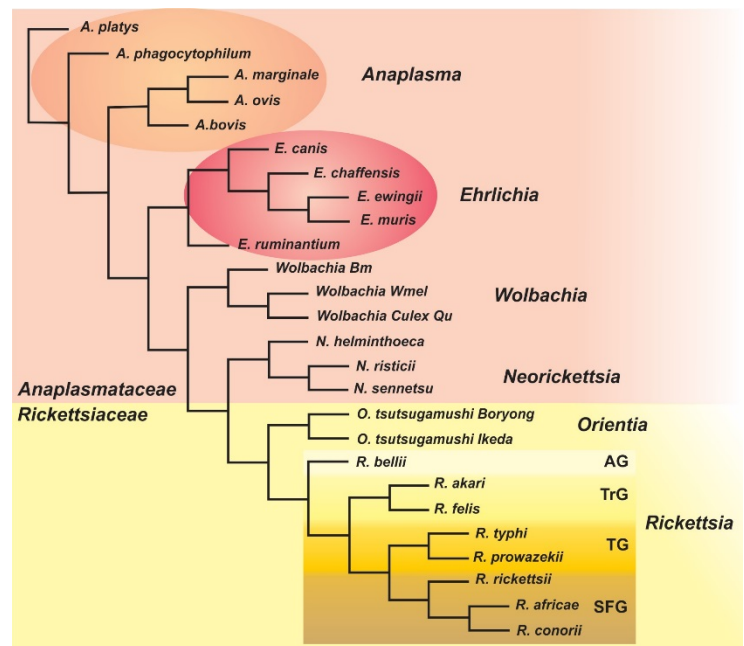 A. platys
A. phagocytophilum
A. marginale
Anaplasma
A. ovis
A.bovis
E. canis
E. chaffensis
E. ewingii
Ehrlichia
E. muris
E. ruminantium
Wolbachia Bm
Wolbachia Wmel
Wolbachia
Wolbachia Culex Qu
N. helminthoeca
N. risticii
Neorickettsia
N. sennetsu
Anaplasmataceae
Rickettsiaceae
O. tsutsugamushi Boryong
Orientia
O. tsutsugamushi Ikeda
R. bellii
AG
R. akari
TrG
R. felis
Rickettsia
R. typhi
TG
R. prowazekii
R. rickettsii
R. africae
SFG
R. conorii